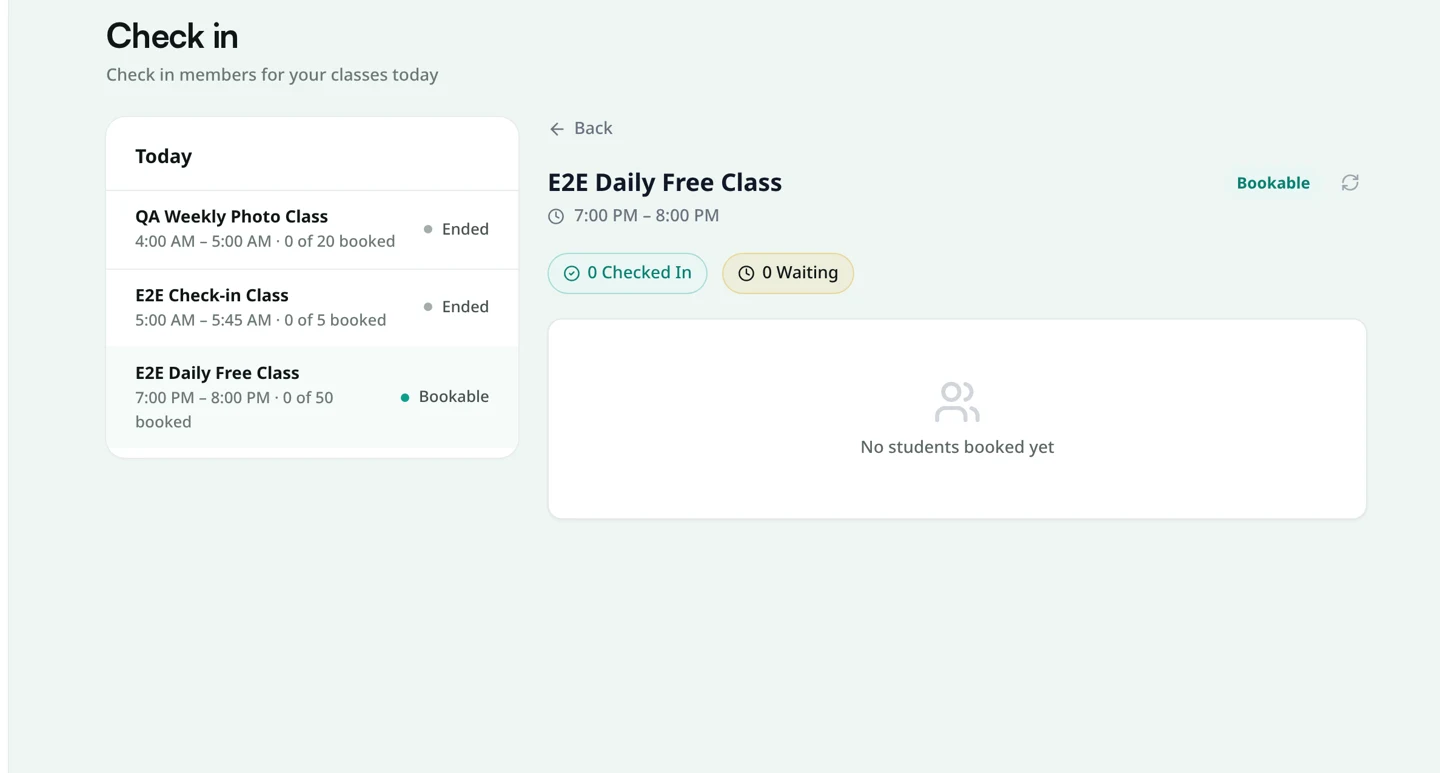 Check in
Check in members for your classes today
Today
QA Weekly Photo Class
4:00 AM – 5:00 AM · 0 of 20 booked
Ended
E2E Check-in Class
5:00 AM – 5:45 AM · 0 of 5 booked
Ended
E2E Daily Free Class
7:00 PM – 8:00 PM · 0 of 50
booked
Bookable
Back
E2E Daily Free Class
Bookable
7:00 PM – 8:00 PM
0 Checked In
0 Waiting
No students booked yet